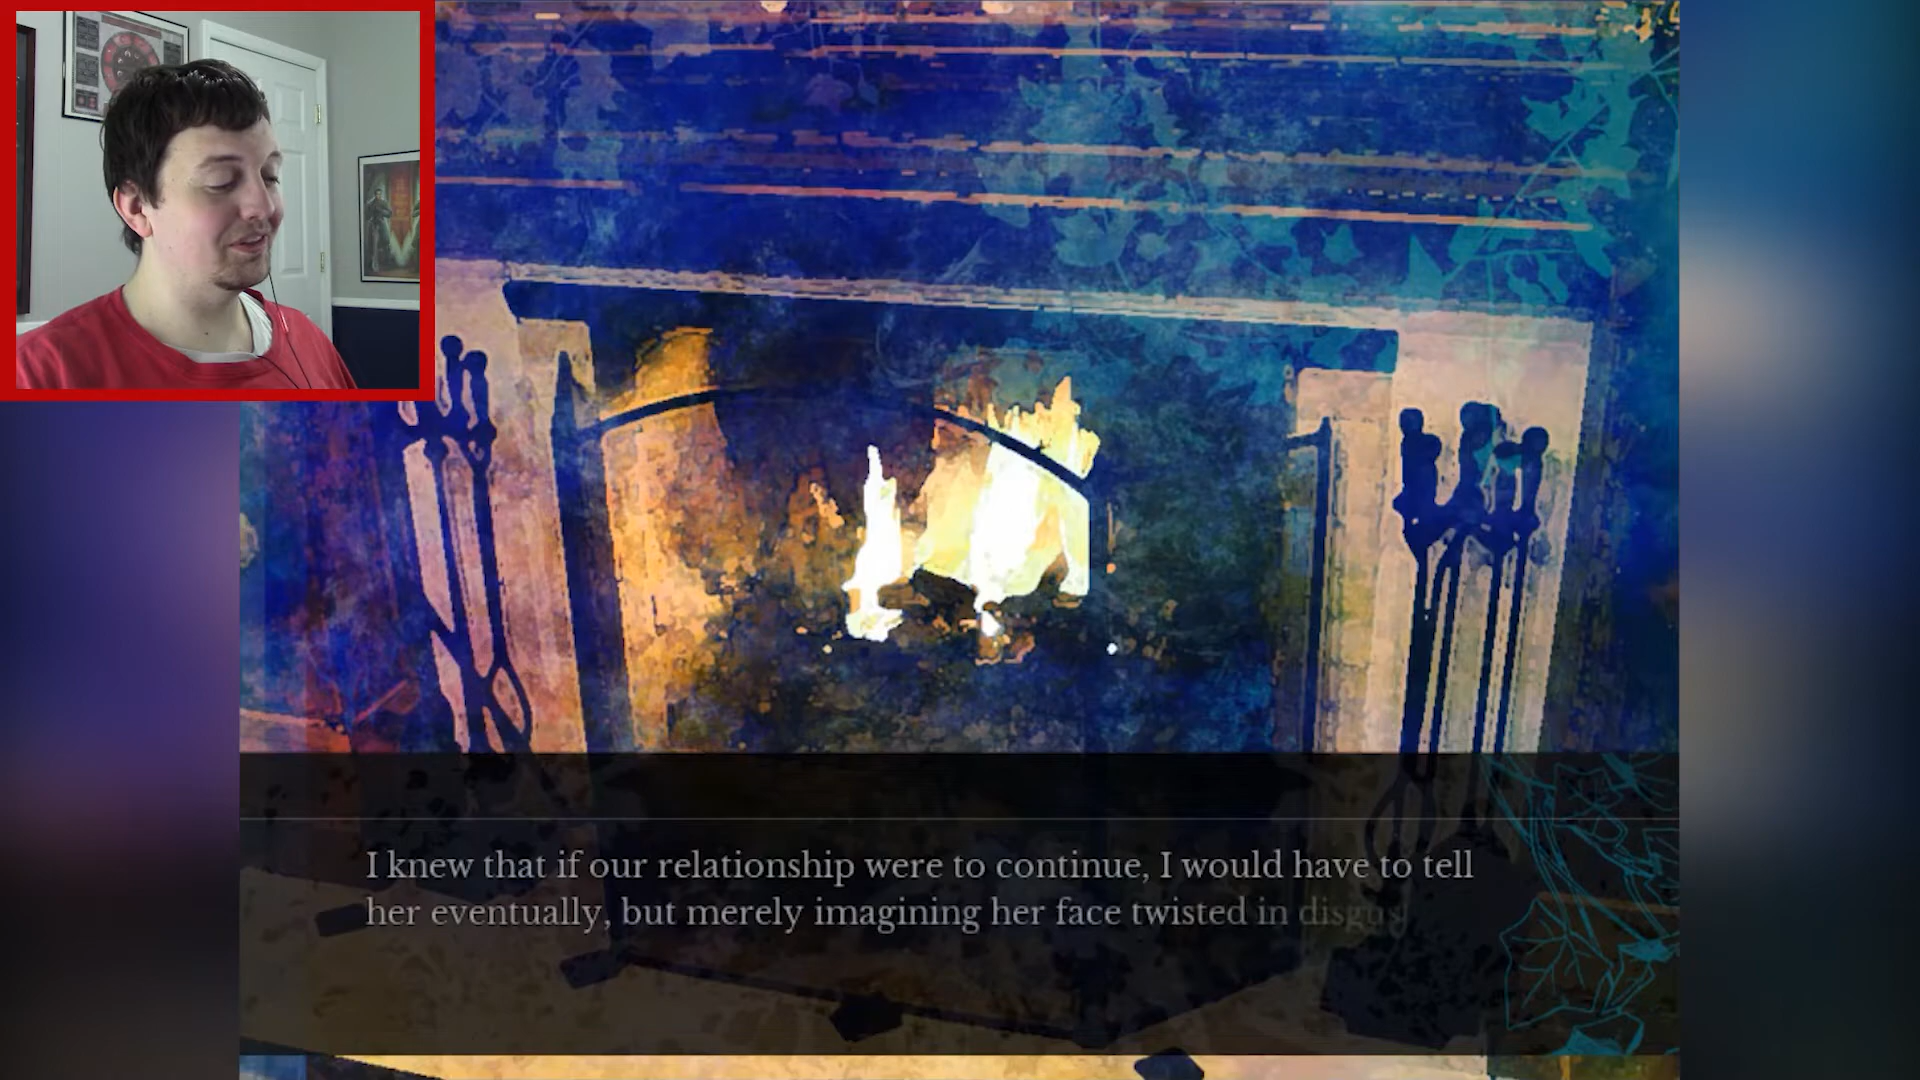 I knew that if our relationship were to continue, I would have to tell
her eventually, but merely imagining her face twisted in disgus